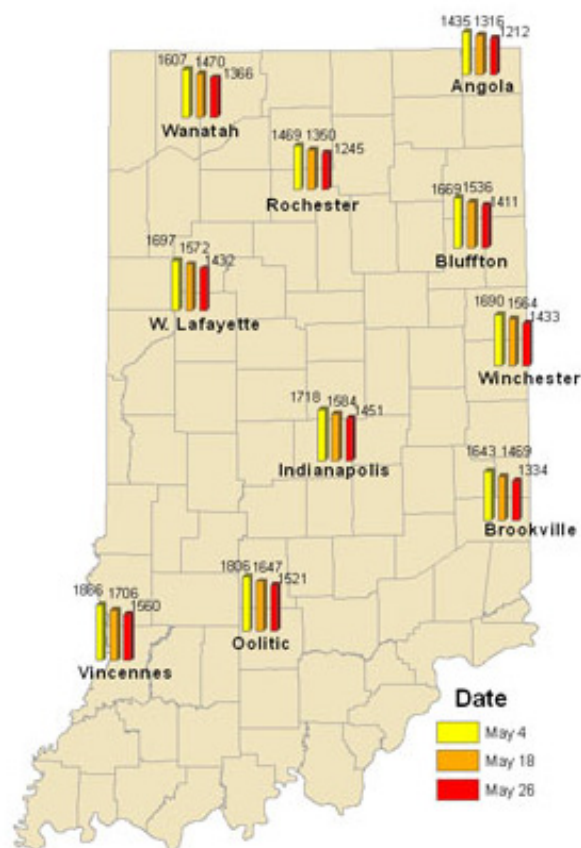 1435 1316 1212
Angola
1607 1470 1366
Wanatah
1469 1350 1245
Rochester
1669 1536 1411
Bluffton
1697 1572 1432
W. Lafayette
1690 1564 1433
Winchester
1718 1584 1451
Indianapolis
1643 1469 1334
Brookville
1806 1647 1521
Oolitic
1866 1706 1560
Vincennes
Date
May 4
May 18
May 26